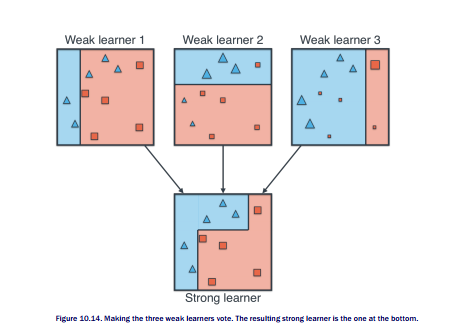 Weak learner 1
Weak learner 2
Weak learner 3
Strong learner
Figure 10.14. Making the three weak learners vote. The resulting strong learner is the one at the bottom.